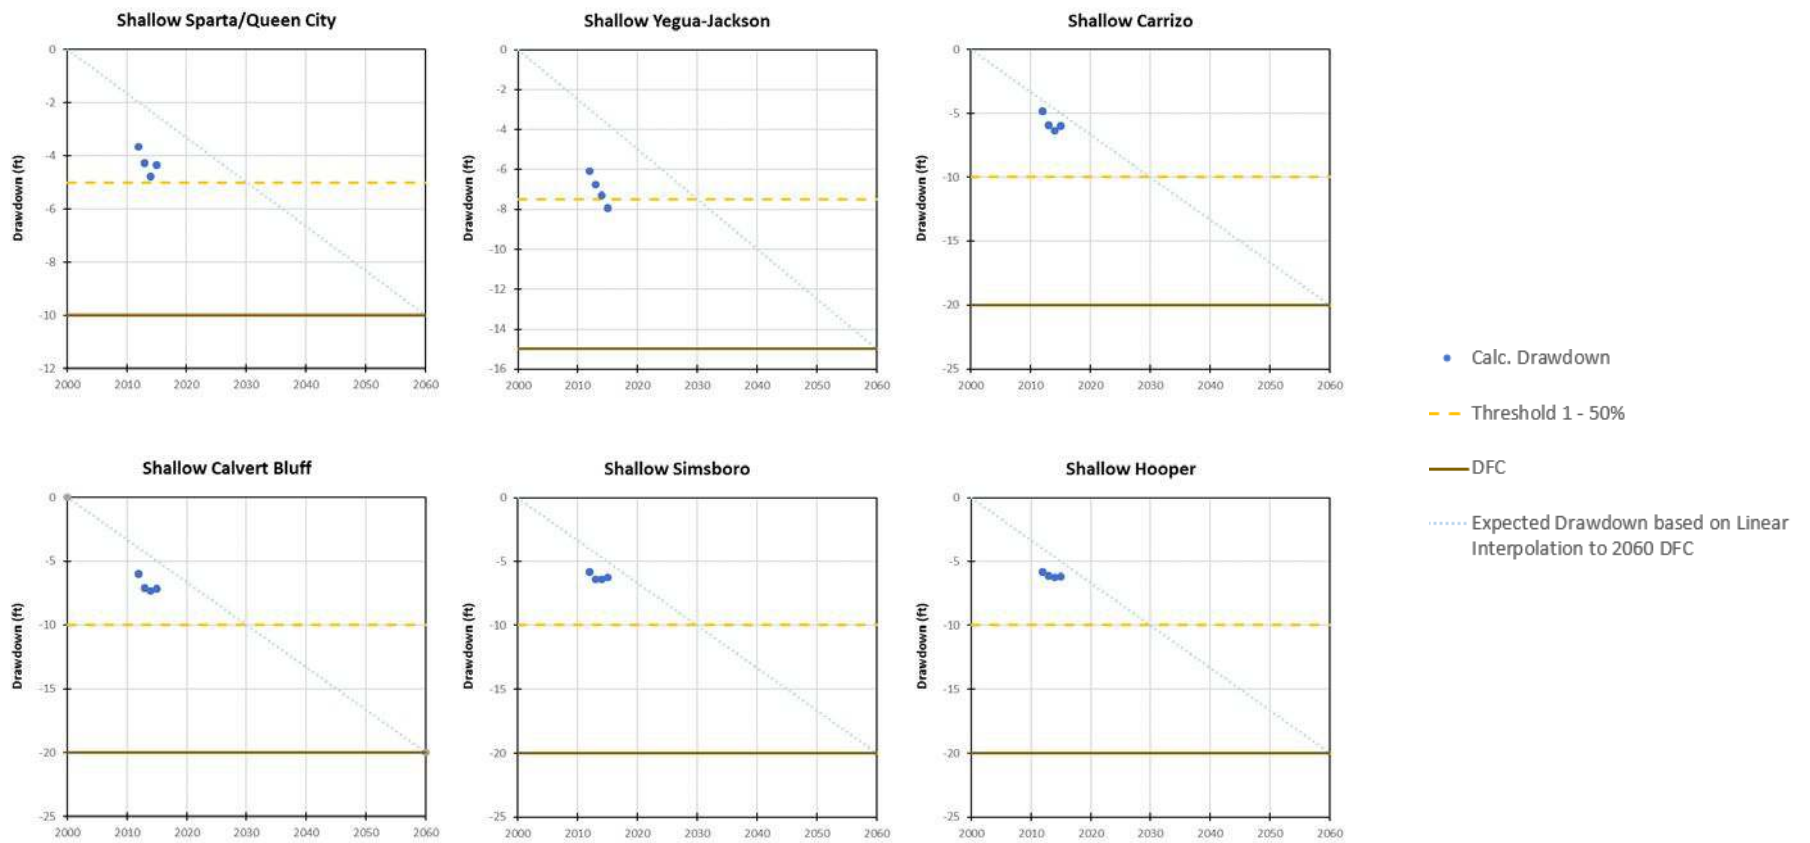 Shallow Sparta/Queen City
Drawdown (ft)
0
-2
-4
-6
-8
-10
-12
2000 2010 2020 2030 2040 2050 2060
Shallow Yegua-Jackson
Drawdown (ft)
0
-2
-4
-6
-8
-10
-12
-14
-16
2000 2010 2020 2030 2040 2050 2060
Shallow Carrizo
Drawdown (ft)
0
-5
-10
-15
-20
-25
2000 2010 2020 2030 2040 2050 2060
Shallow Calvert Bluff
Drawdown (ft)
0
-5
-10
-15
-20
-25
2000 2010 2020 2030 2040 2050 2060
Shallow Simsboro
Drawdown (ft)
0
-5
-10
-15
-20
-25
2000 2010 2020 2030 2040 2050 2060
Shallow Hooper
Drawdown (ft)
0
-5
-10
-15
-20
-25
2000 2010 2020 2030 2040 2050 2060
Calc. Drawdown
Threshold 1 - 50%
DFC
Expected Drawdown based on Linear
Interpolation to 2060 DFC